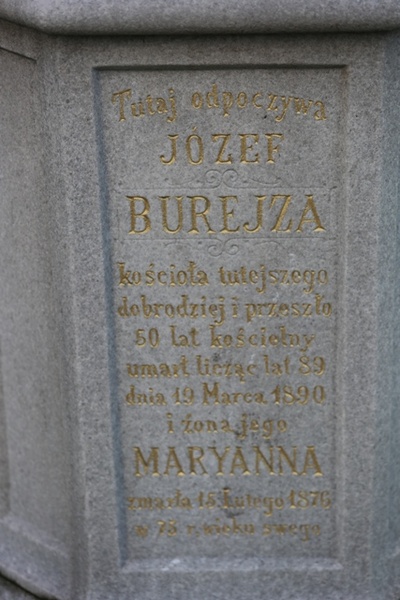 Tutaj odpoczywa
JÓZEF
BUREJZA
kościoła tutejszego
dobrodziej i przeszło
50 lat kościelny
umarł licząc lat 89
dnia 19 Marca 1890
i żona jego
MARYANNA
zmarła 15 Lutego 1876
w 75 r. wieku swego